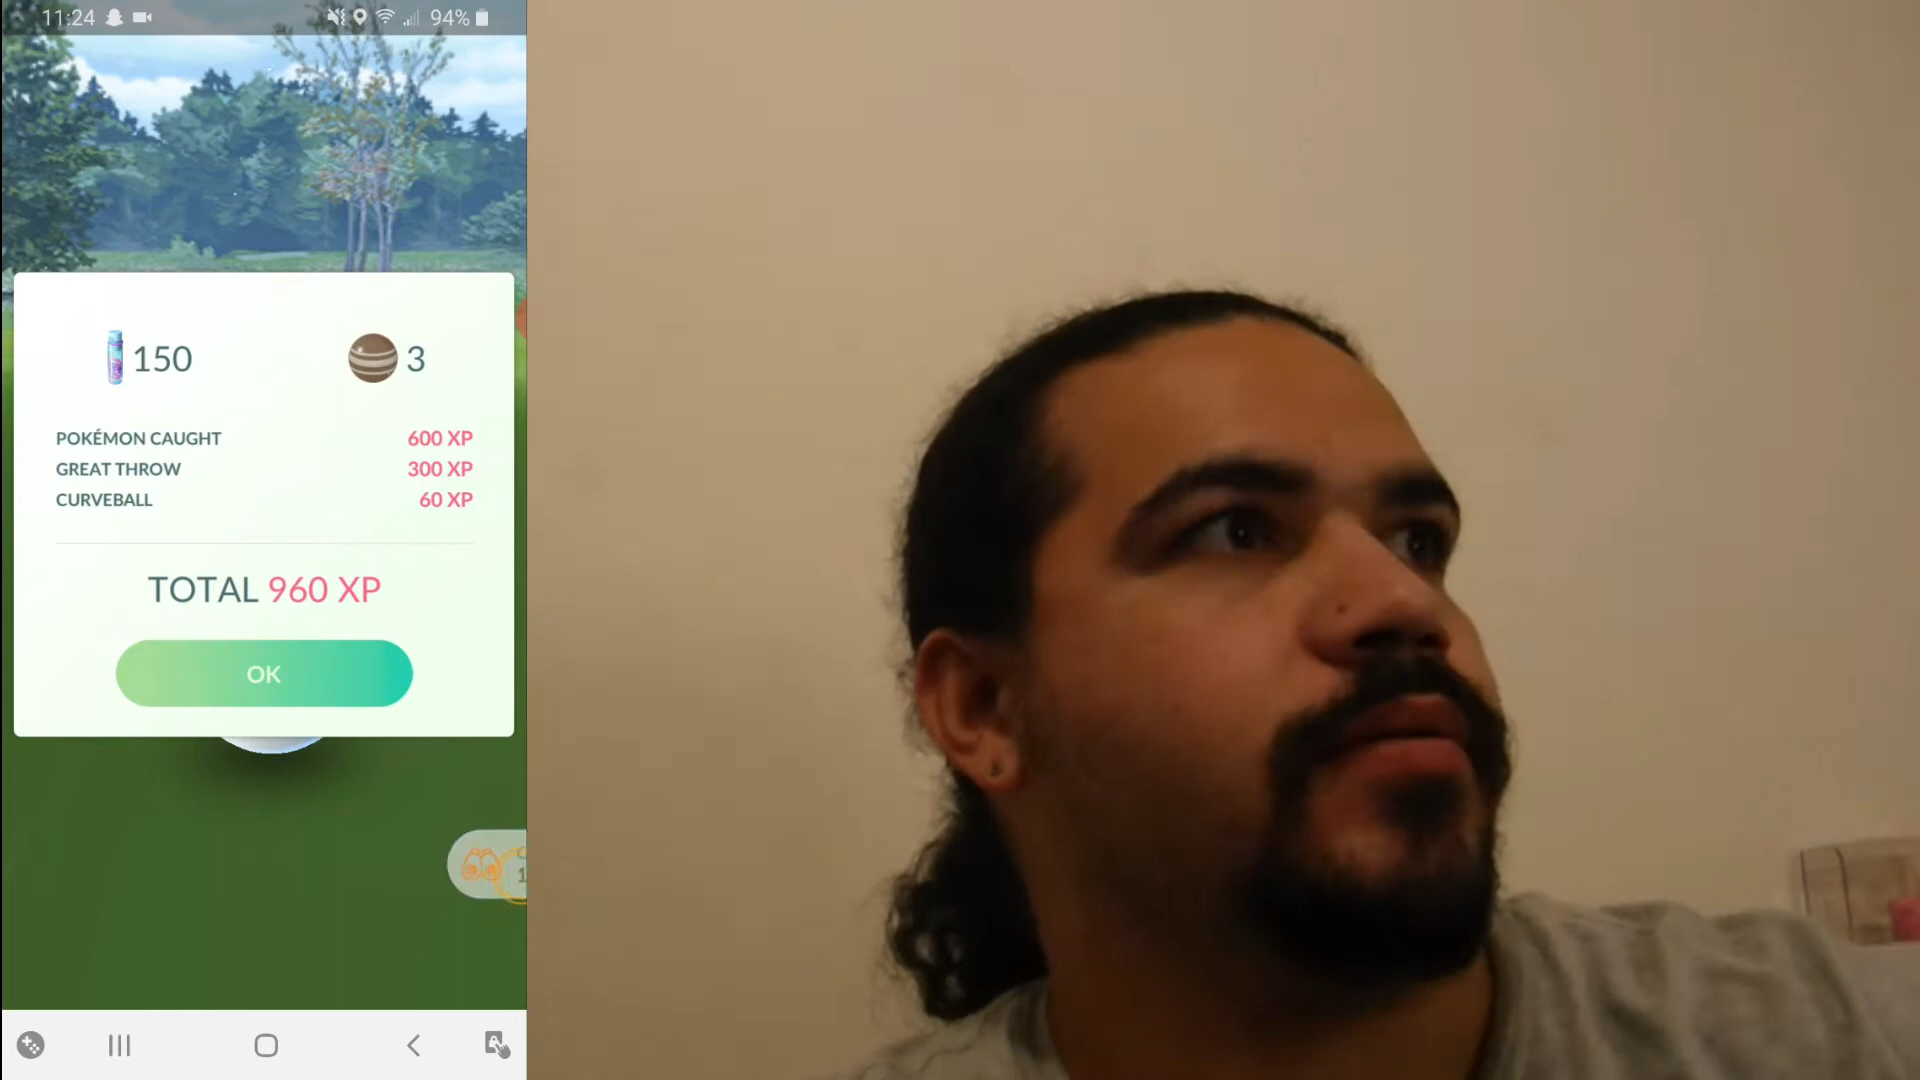 11:24 94%
150 3
POKÉMON CAUGHT 600 XP
GREAT THROW 300 XP
CURVEBALL 60 XP
TOTAL 960 XP
OK
1